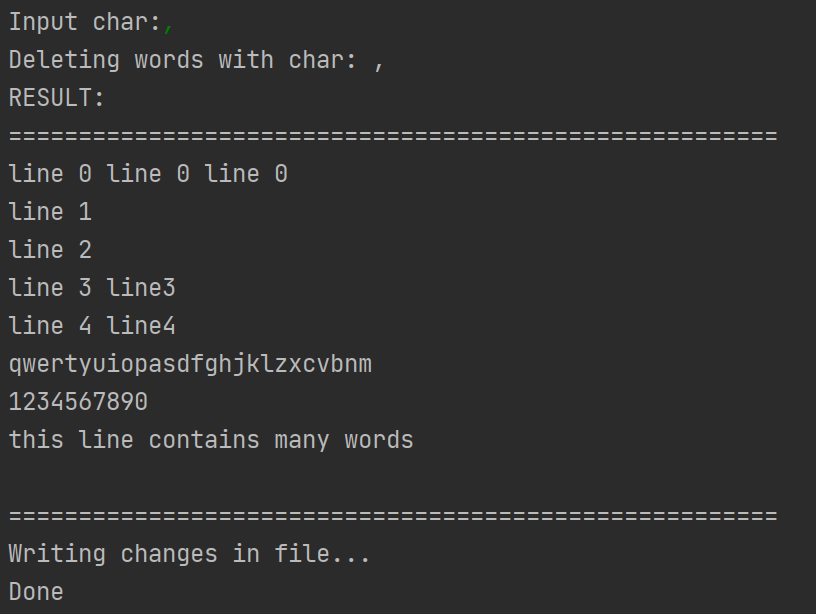 Input char:,
Deleting words with char: ,
RESULT:
=======================================================
line 0 line 0 line 0
line 1
line 2
line 3 line3
line 4 line4
qwertyuiopasdfghjklzxcvbnm
1234567890
this line contains many words
=======================================================
Writing changes in file...
Done